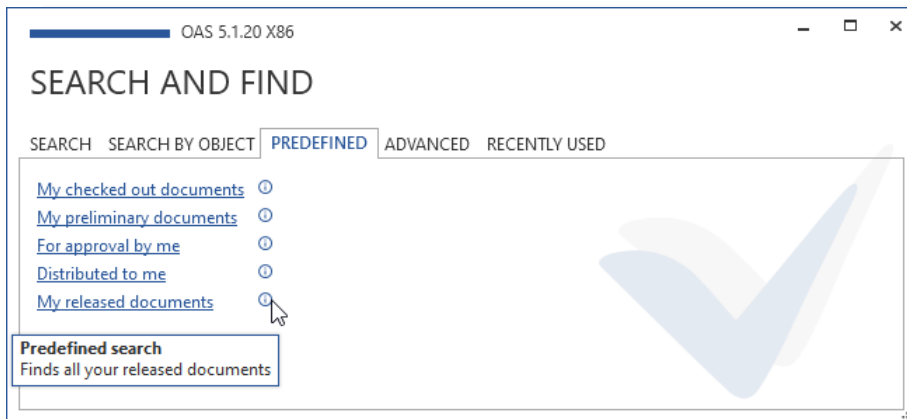 OAS 5.1.20 X86
SEARCH AND FIND
SEARCH SEARCH BY OBJECT PREDEFINED ADVANCED RECENTLY USED
My checked out documents
My preliminary documents
For approval by me
Distributed to me
My released documents
Predefined search
Finds all your released documents